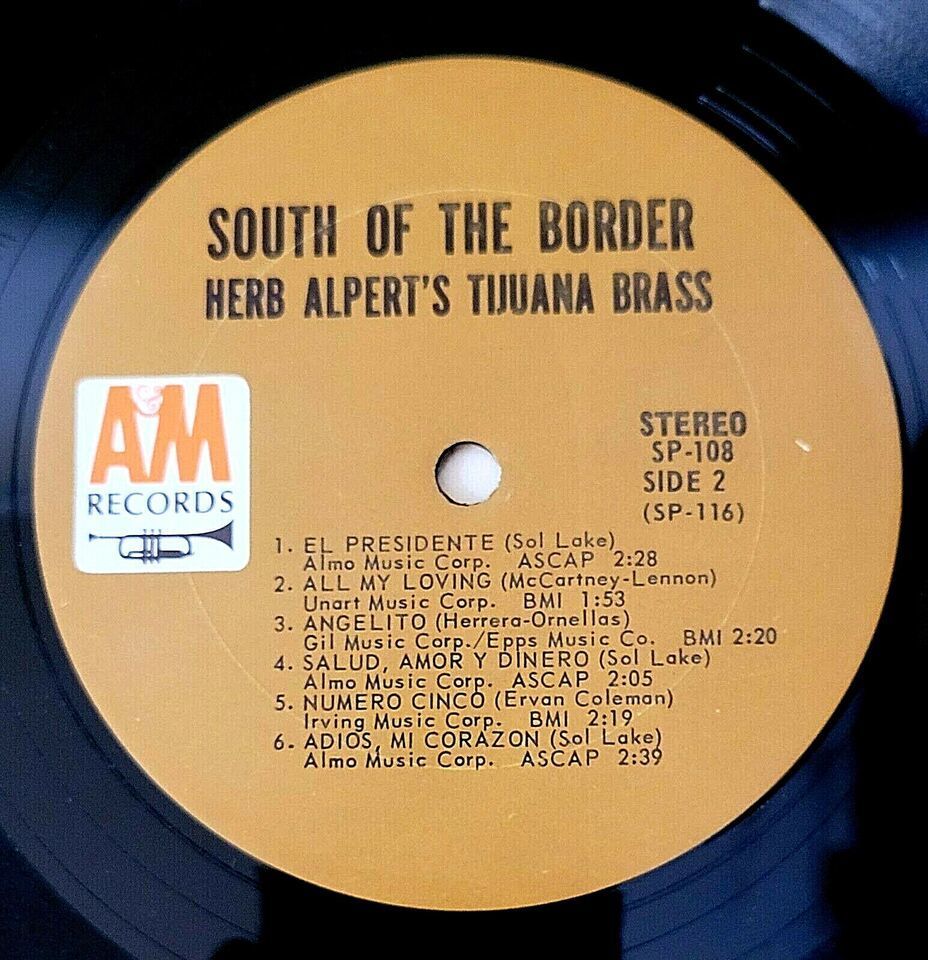 SOUTH OF THE BORDER
HERB ALPERT'S TIJUANA BRASS
A&M
RECORDS
STEREO
SP-108
SIDE 2
(SP-116)
1. EL PRESIDENTE (Sol Lake)
Almo Music Corp. ASCAP 2:28
2. ALL MY LOVING (McCartney-Lennon)
Unart Music Corp. BMI 1:53
3. ANGELITO (Herrera-Ornellas)
Gil Music Corp./Epps Music Co. BMI 2:20
4. SALUD, AMOR Y DINERO (Sol Lake)
Almo Music Corp. ASCAP 2:05
5. NUMERO CINCO (Ervan Coleman)
Irving Music Corp. BMI 2:19
6. ADIOS, MI CORAZON (Sol Lake)
Almo Music Corp. ASCAP 2:39